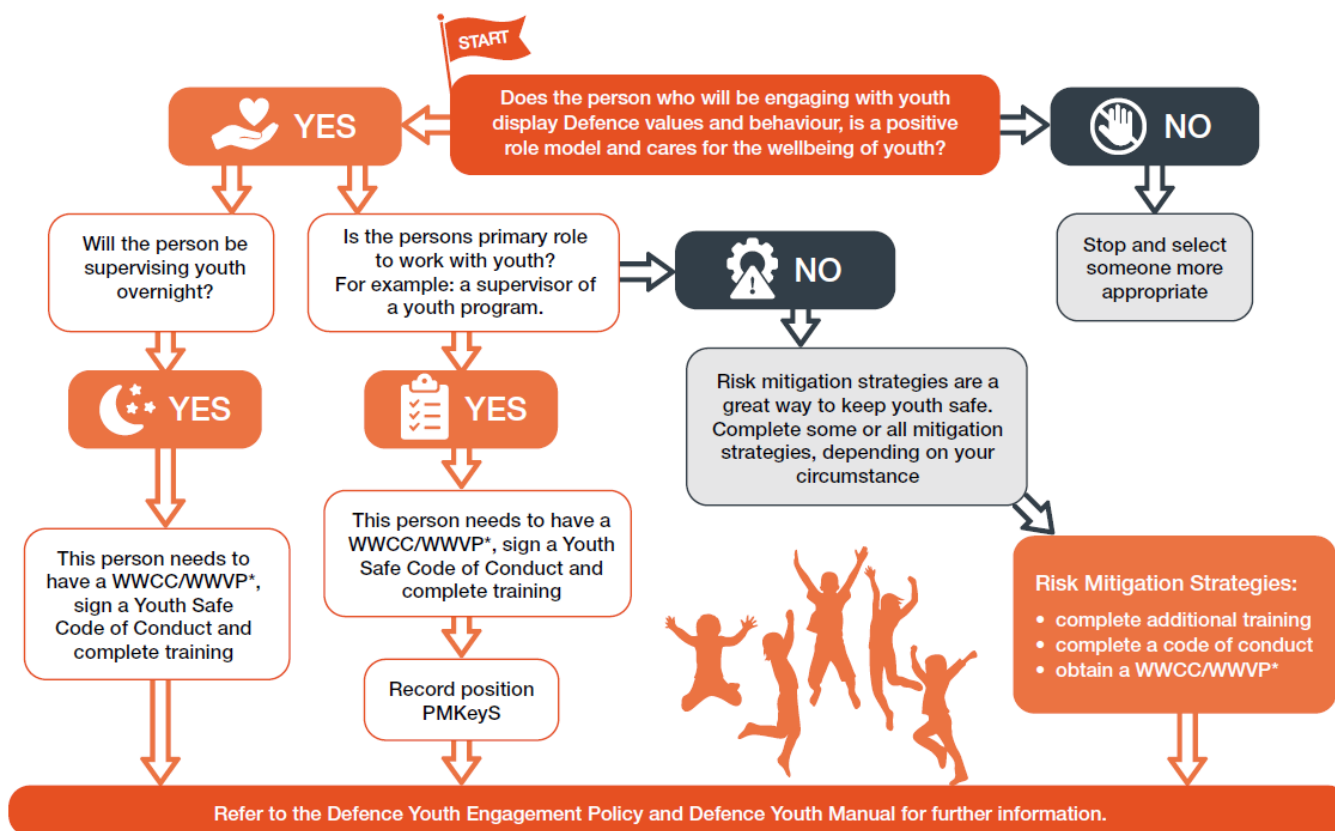 START
Does the person who will be engaging with youth
display Defence values and behaviour, is a positive
role model and cares for the wellbeing of youth?
YES
NO
Will the person be
supervising youth
overnight?
Is the persons primary role
to work with youth?
For example: a supervisor of
a youth program.
NO
Stop and select
someone more
appropriate
YES
YES
Risk mitigation strategies are a
great way to keep youth safe.
Complete some or all mitigation
strategies, depending on your
circumstance
This person needs to
have a WWCC/WWVP*,
sign a Youth Safe
Code of Conduct and
complete training
This person needs to have a
WWCC/WWVP*, sign a Youth
Safe Code of Conduct and
complete training
Record position
PMKeyS
Risk Mitigation Strategies:
• complete additional training
• complete a code of conduct
• obtain a WWCC/WWVP*
Refer to the Defence Youth Engagement Policy and Defence Youth Manual for further information.